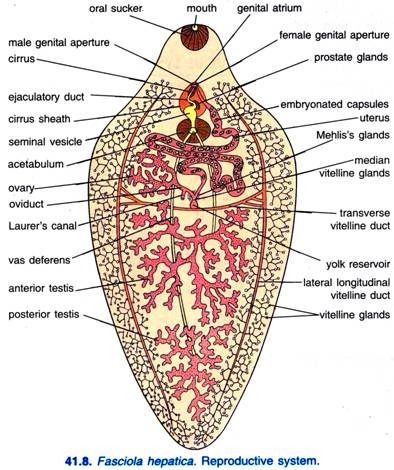 oral sucker
mouth
genital atrium
male genital aperture
female genital aperture
cirrus
prostate glands
ejaculatory duct
embryonated capsules
cirrus sheath
uterus
seminal vesicle
Mehlis's glands
acetabulum
median
vitelline glands
ovary
oviduct
transverse
vitelline duct
Laurer's canal
vas deferens
yolk reservoir
anterior testis
lateral longitudinal
vitelline duct
posterior testis
vitelline glands
41.8. Fasciola hepatica. Reproductive system.